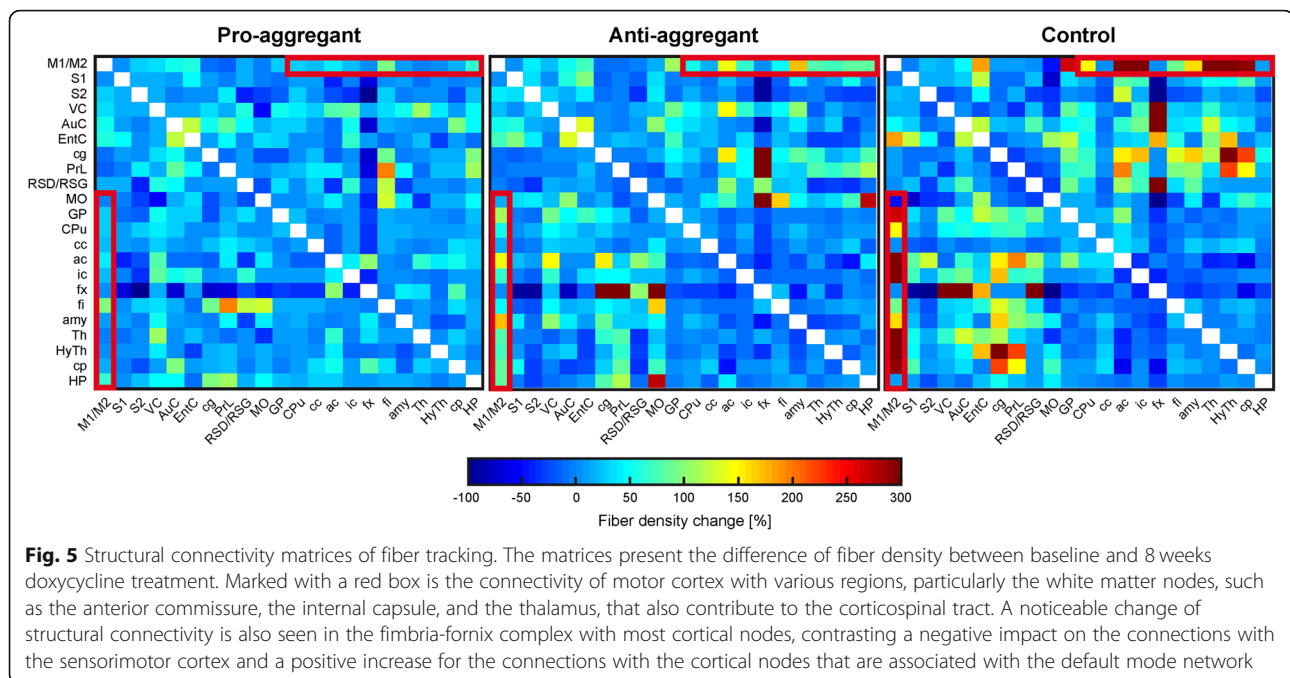 Pro-aggregant Anti-aggregant Control
M1/M2
S1
S2
VC
AuC
EntC
cg
PrL
RSD/RSG
MO
GP
CPu
cc
ac
ic
fx
fi
amy
Th
HyTh
cp
HP
M1/M2 S1 S2 VC AuC EntC cg PrL RSD/RSG MO GP CPu cc ac ic fx fi amy Th HyTh cp HP
M1/M2 S1 S2 VC AuC EntC cg PrL RSD/RSG MO GP CPu cc ac ic fx fi amy Th HyTh cp HP
M1/M2 S1 S2 VC AuC EntC cg PrL RSD/RSG MO GP CPu cc ac ic fx fi amy Th HyTh cp HP
-100 -50 0 50 100 150 200 250 300
Fiber density change [%]
Fig. 5 Structural connectivity matrices of fiber tracking. The matrices present the difference of fiber density between baseline and 8 weeks
doxycycline treatment. Marked with a red box is the connectivity of motor cortex with various regions, particularly the white matter nodes, such
as the anterior commissure, the internal capsule, and the thalamus, that also contribute to the corticospinal tract. A noticeable change of
structural connectivity is also seen in the fimbria-fornix complex with most cortical nodes, contrasting a negative impact on the connections with
the sensorimotor cortex and a positive increase for the connections with the cortical nodes that are associated with the default mode network